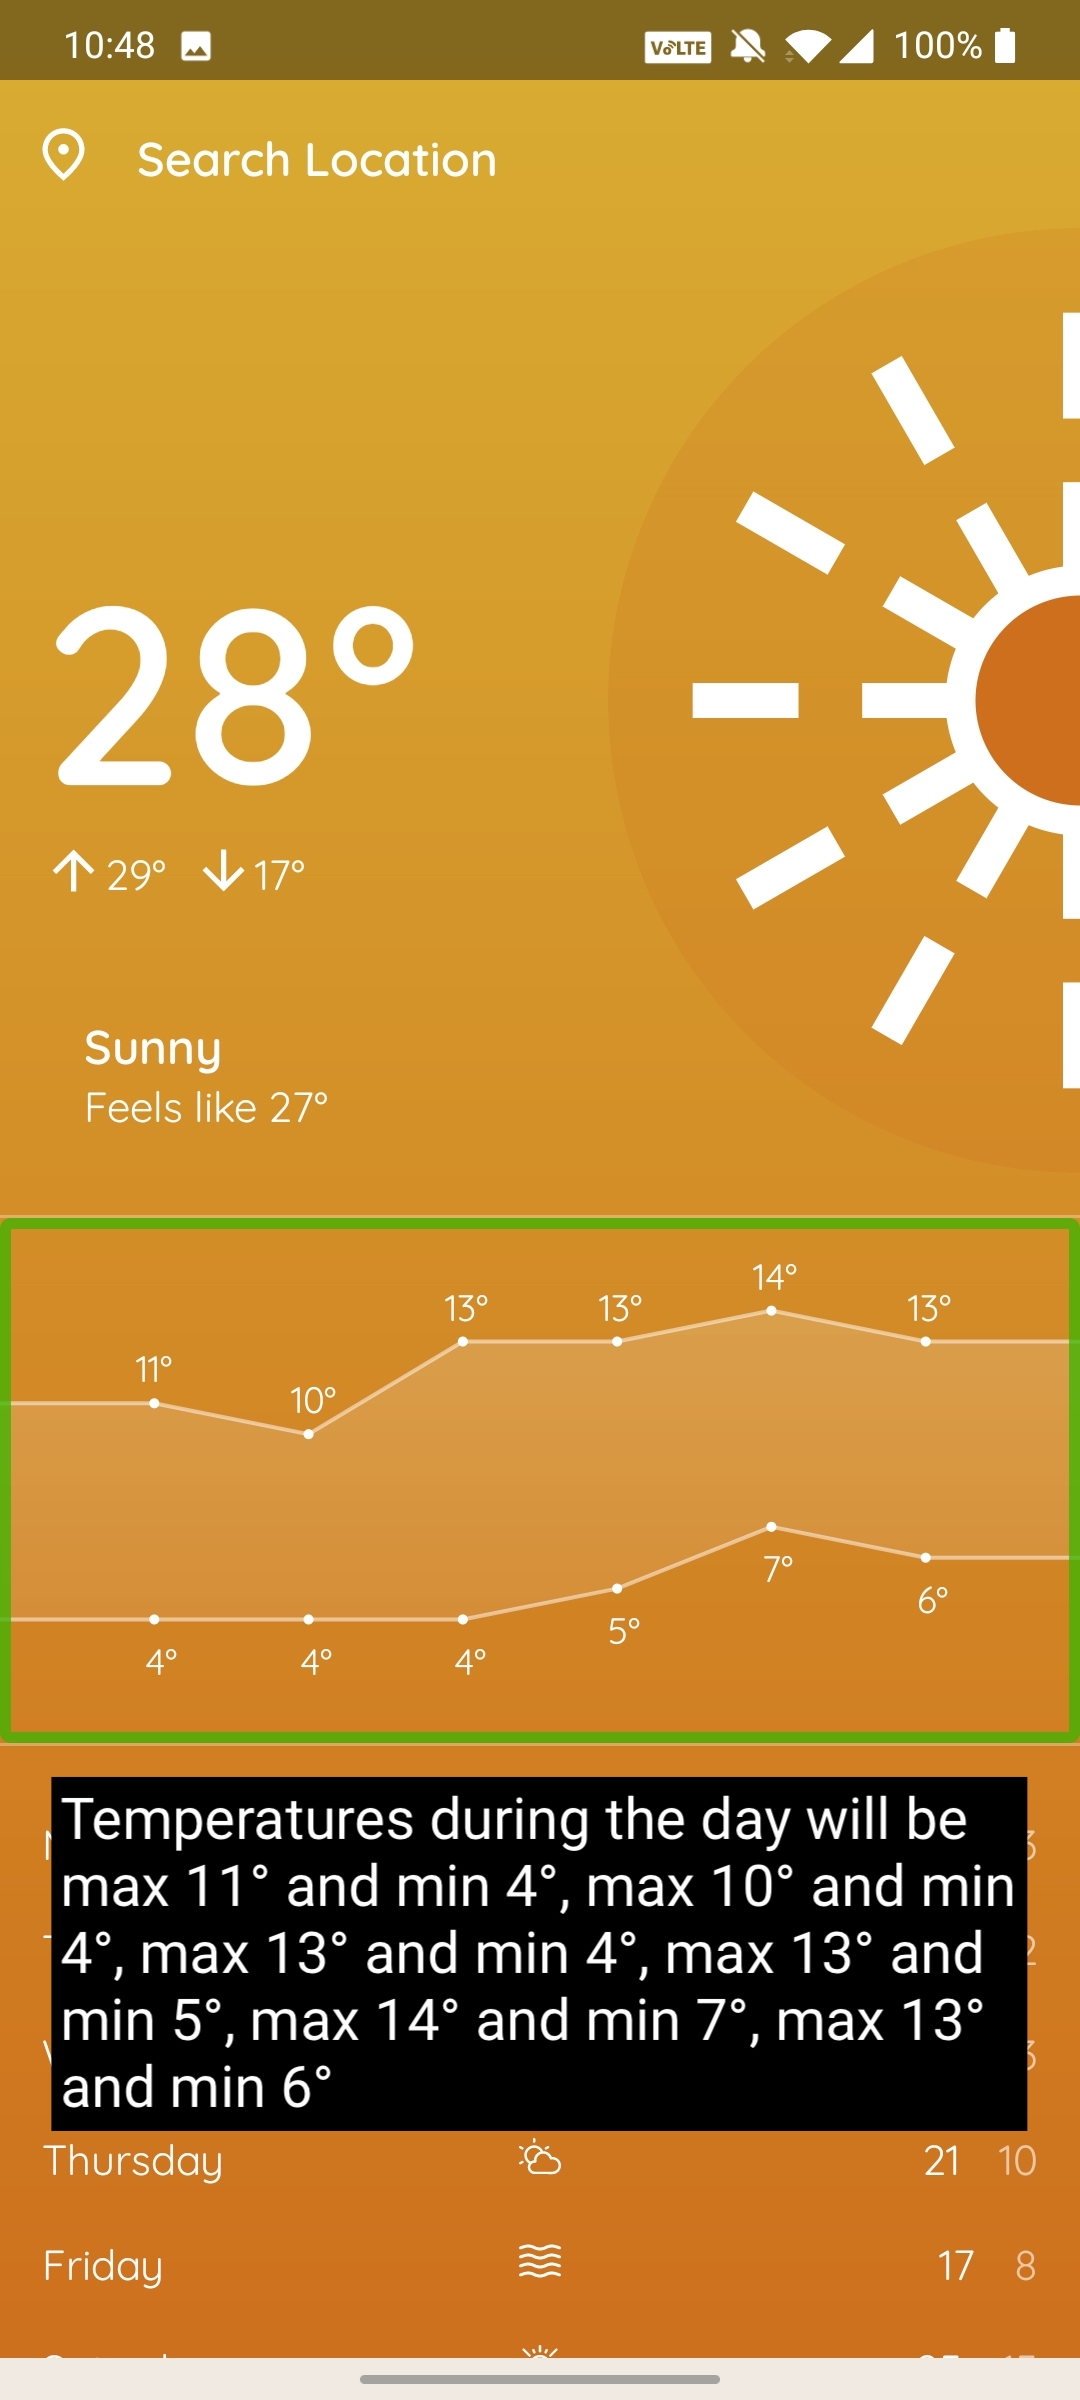 10:48 VoLTE 100%
Search Location
28°
29° 17°
Sunny
Feels like 27°
11° 10° 13° 13° 14° 13°
4° 4° 4° 5° 7° 6°
Temperatures during the day will be
max 11° and min 4°, max 10° and min
4°, max 13° and min 4°, max 13° and
min 5°, max 14° and min 7°, max 13°
and min 6°
Thursday 21 10
Friday 17 8